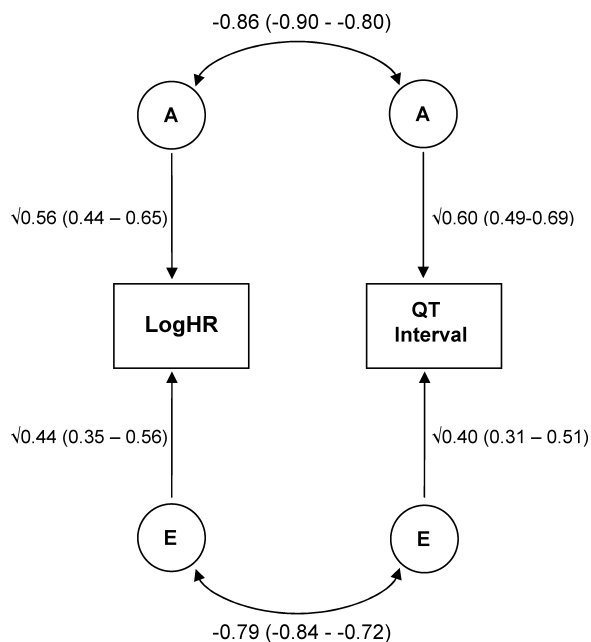 -0.86 (-0.90 - -0.80)
A
A
√0.56 (0.44 – 0.65)
√0.60 (0.49-0.69)
LogHR
QT
Interval
√0.44 (0.35 – 0.56)
√0.40 (0.31 – 0.51)
E
E
-0.79 (-0.84 - -0.72)